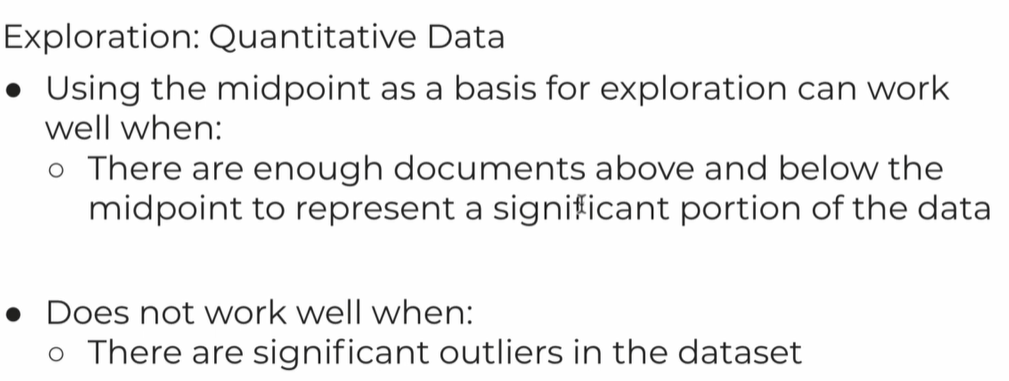 Exploration: Quantitative Data
● Using the midpoint as a basis for exploration can work
well when:
○ There are enough documents above and below the
midpoint to represent a significant portion of the data
● Does not work well when:
○ There are significant outliers in the dataset